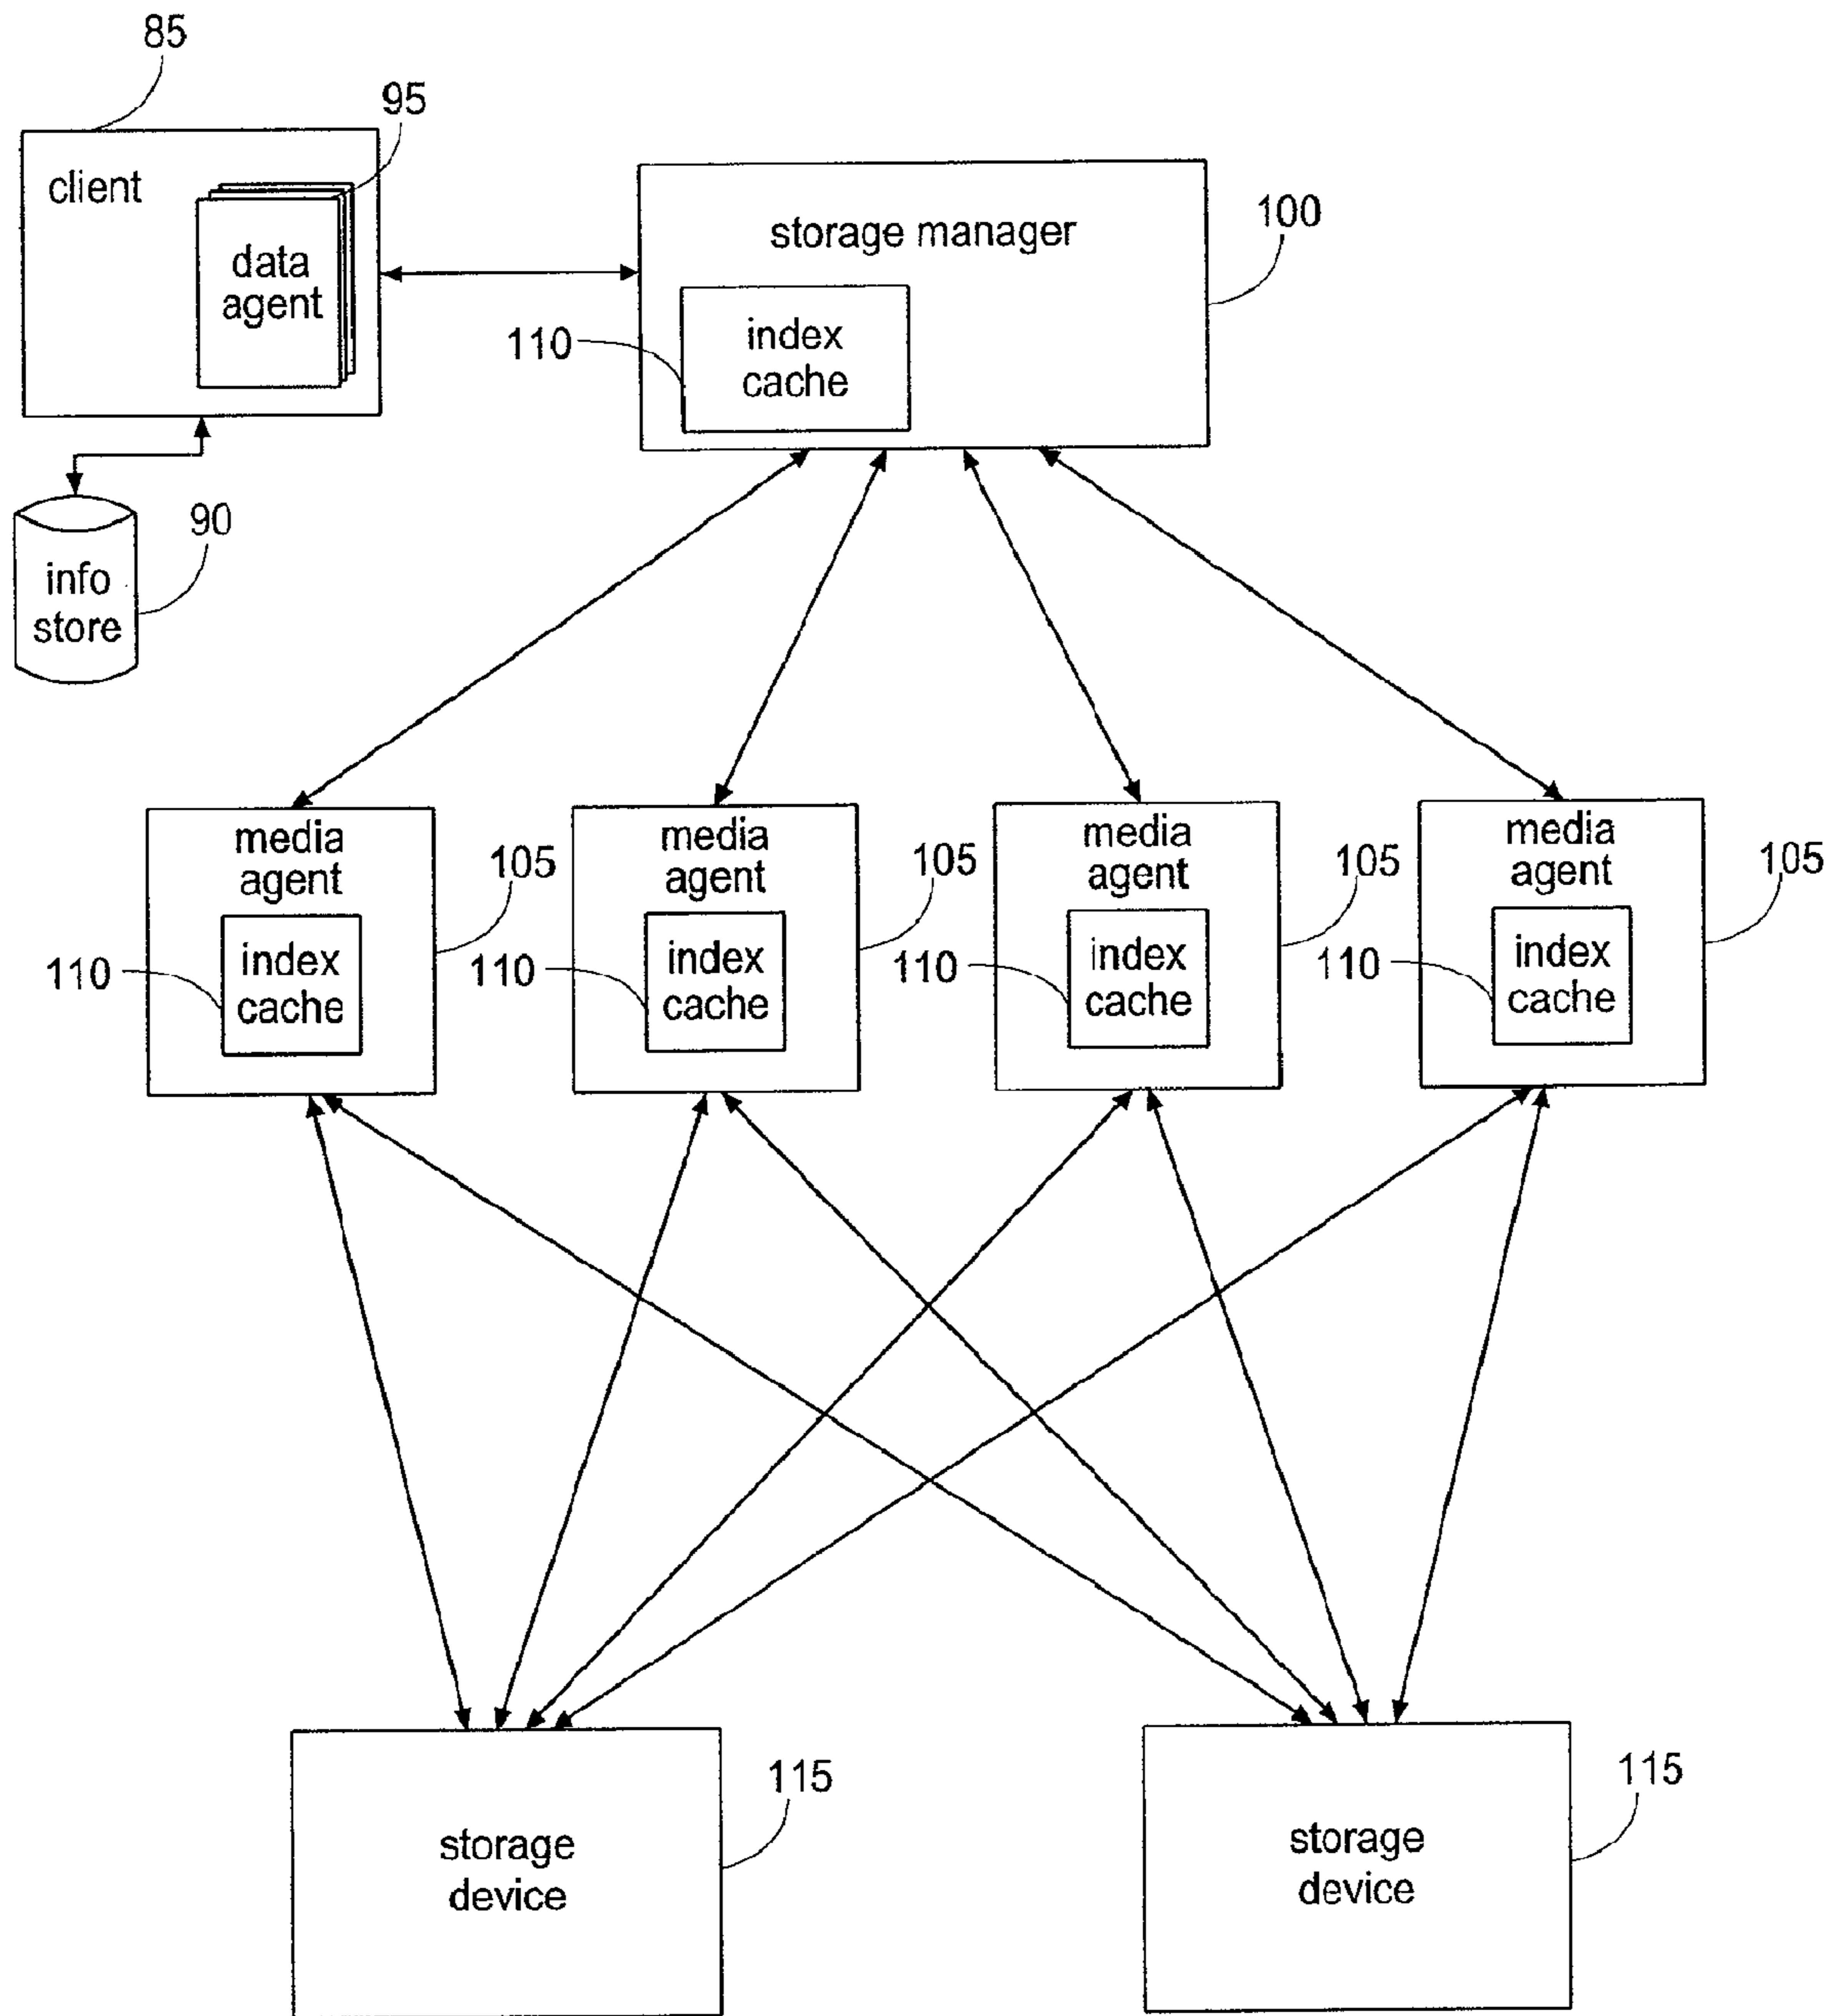 85
95
client
data
agent
storage manager
100
110
index
cache
90
info
store
media
agent
105
index
cache
110
media
agent
105
index
cache
110
media
agent
105
index
cache
110
media
agent
105
index
cache
110
storage
device
115
storage
device
115